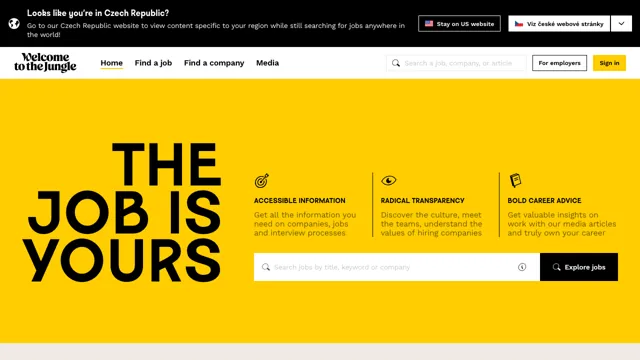 Looks like you're in Czech Republic?
Go to our Czech Republic website to view content specific to your region while still searching for jobs anywhere in
the world!
Stay on US website
Viz české webové stránky
Welcome
to the Jungle
Home
Find a job
Find a company
Media
Search a job, company, or article
For employers
Sign in
THE
JOB IS
YOURS
ACCESSIBLE INFORMATION
Get all the information you
need on companies, jobs
and interview processes
RADICAL TRANSPARENCY
Discover the culture, meet
the teams, understand the
values of hiring companies
BOLD CAREER ADVICE
Get valuable insights on
work with our media articles
and truly own your career
Search jobs by title, keyword or company
Explore jobs